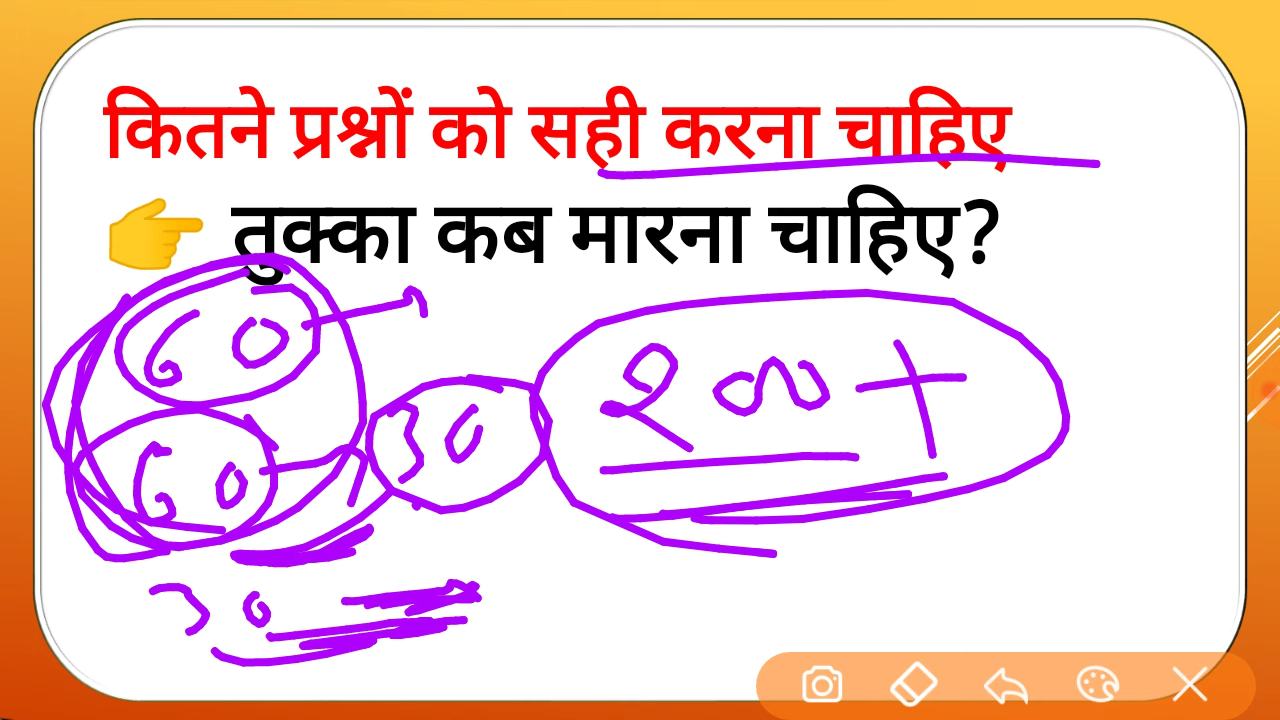 कितने प्रश्नों को सही करना चाहिए
👉 तुक्का कब मारना चाहिए?
60
200+
30
60
30